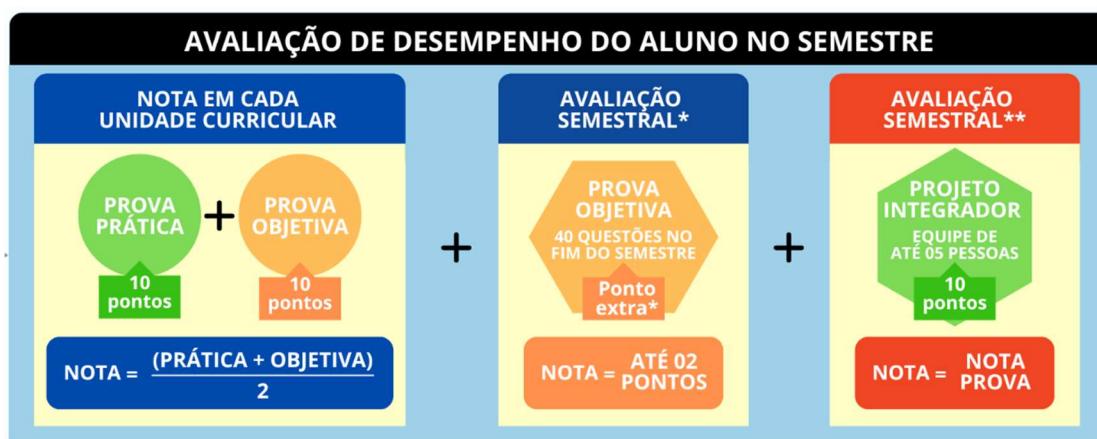 AVALIAÇÃO DE DESEMPENHO DO ALUNO NO SEMESTRE
NOTA EM CADA
UNIDADE CURRICULAR
PROVA
PRÁTICA
+
PROVA
OBJETIVA
10
pontos
10
pontos
NOTA = (PRÁTICA + OBJETIVA)
2
+
AVALIAÇÃO
SEMESTRAL*
PROVA
OBJETIVA
40 QUESTÕES NO
FIM DO SEMESTRE
Ponto
extra*
NOTA = ATÉ 02
PONTOS
+
AVALIAÇÃO
SEMESTRAL**
PROJETO
INTEGRADOR
EQUIPE DE
ATÉ 05 PESSOAS
10
pontos
NOTA = NOTA
PROVA